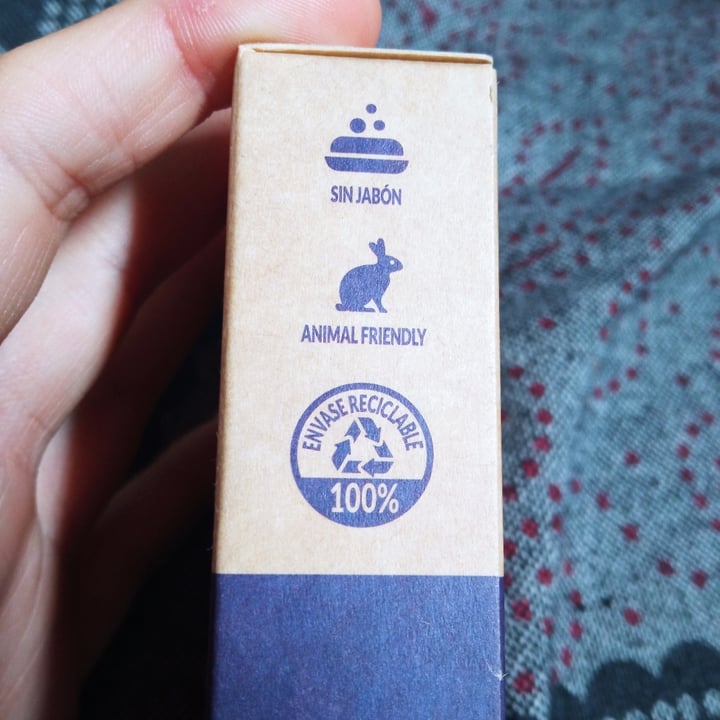 SIN JABÓN
ANIMAL FRIENDLY
ENVASE RECICLABLE
100%